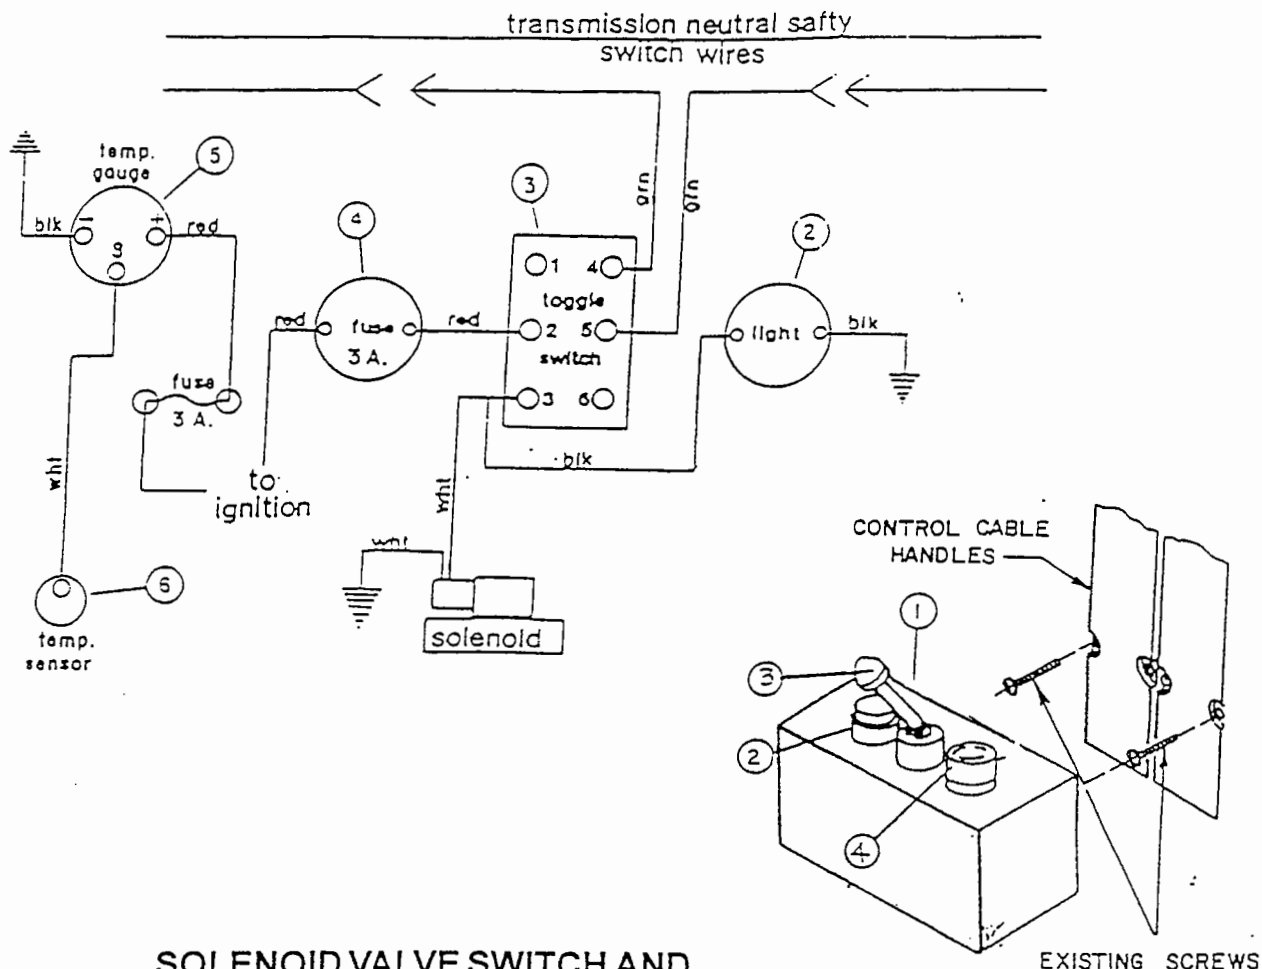 transmission neutral safty
switch wires
temp.
gauge
5
blk
-
+
red
S
4
3
grn
grn
2
1
4
toggle
red
fuse
3 A.
red
2
5
switch
light
blk
fuse
3 A.
3
6
blk
wht
to
ignition
wht
wht
6
temp.
sensor
solenoid
CONTROL CABLE
HANDLES
1
3
2
4
SOLENOID VALVE SWITCH AND
EXISTING SCREWS